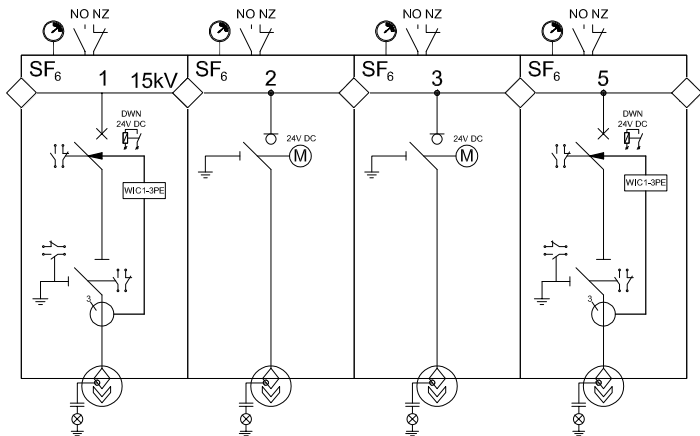 NO NZ
NO NZ
NO NZ
NO NZ
SF6 1 15kV
SF6 2
SF6 3
SF6 5
DWN
24V DC
24V DC
24V DC
DWN
24V DC
M
M
WIC1-3PE
WIC1-3PE
3
3